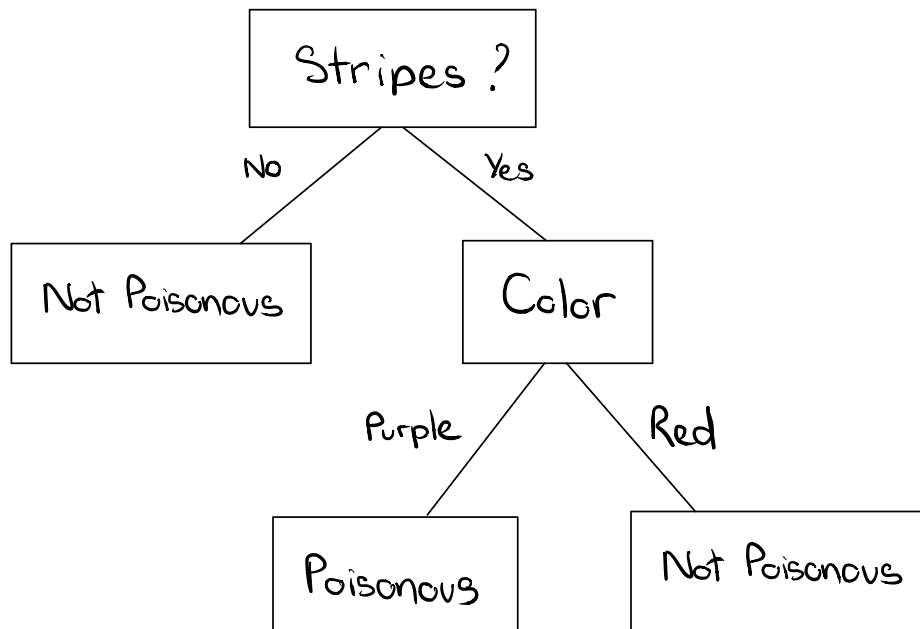 Stripes ?
No
Yes
Not Poisonous
Color
Purple
Red
Poisonous
Not Poisonous